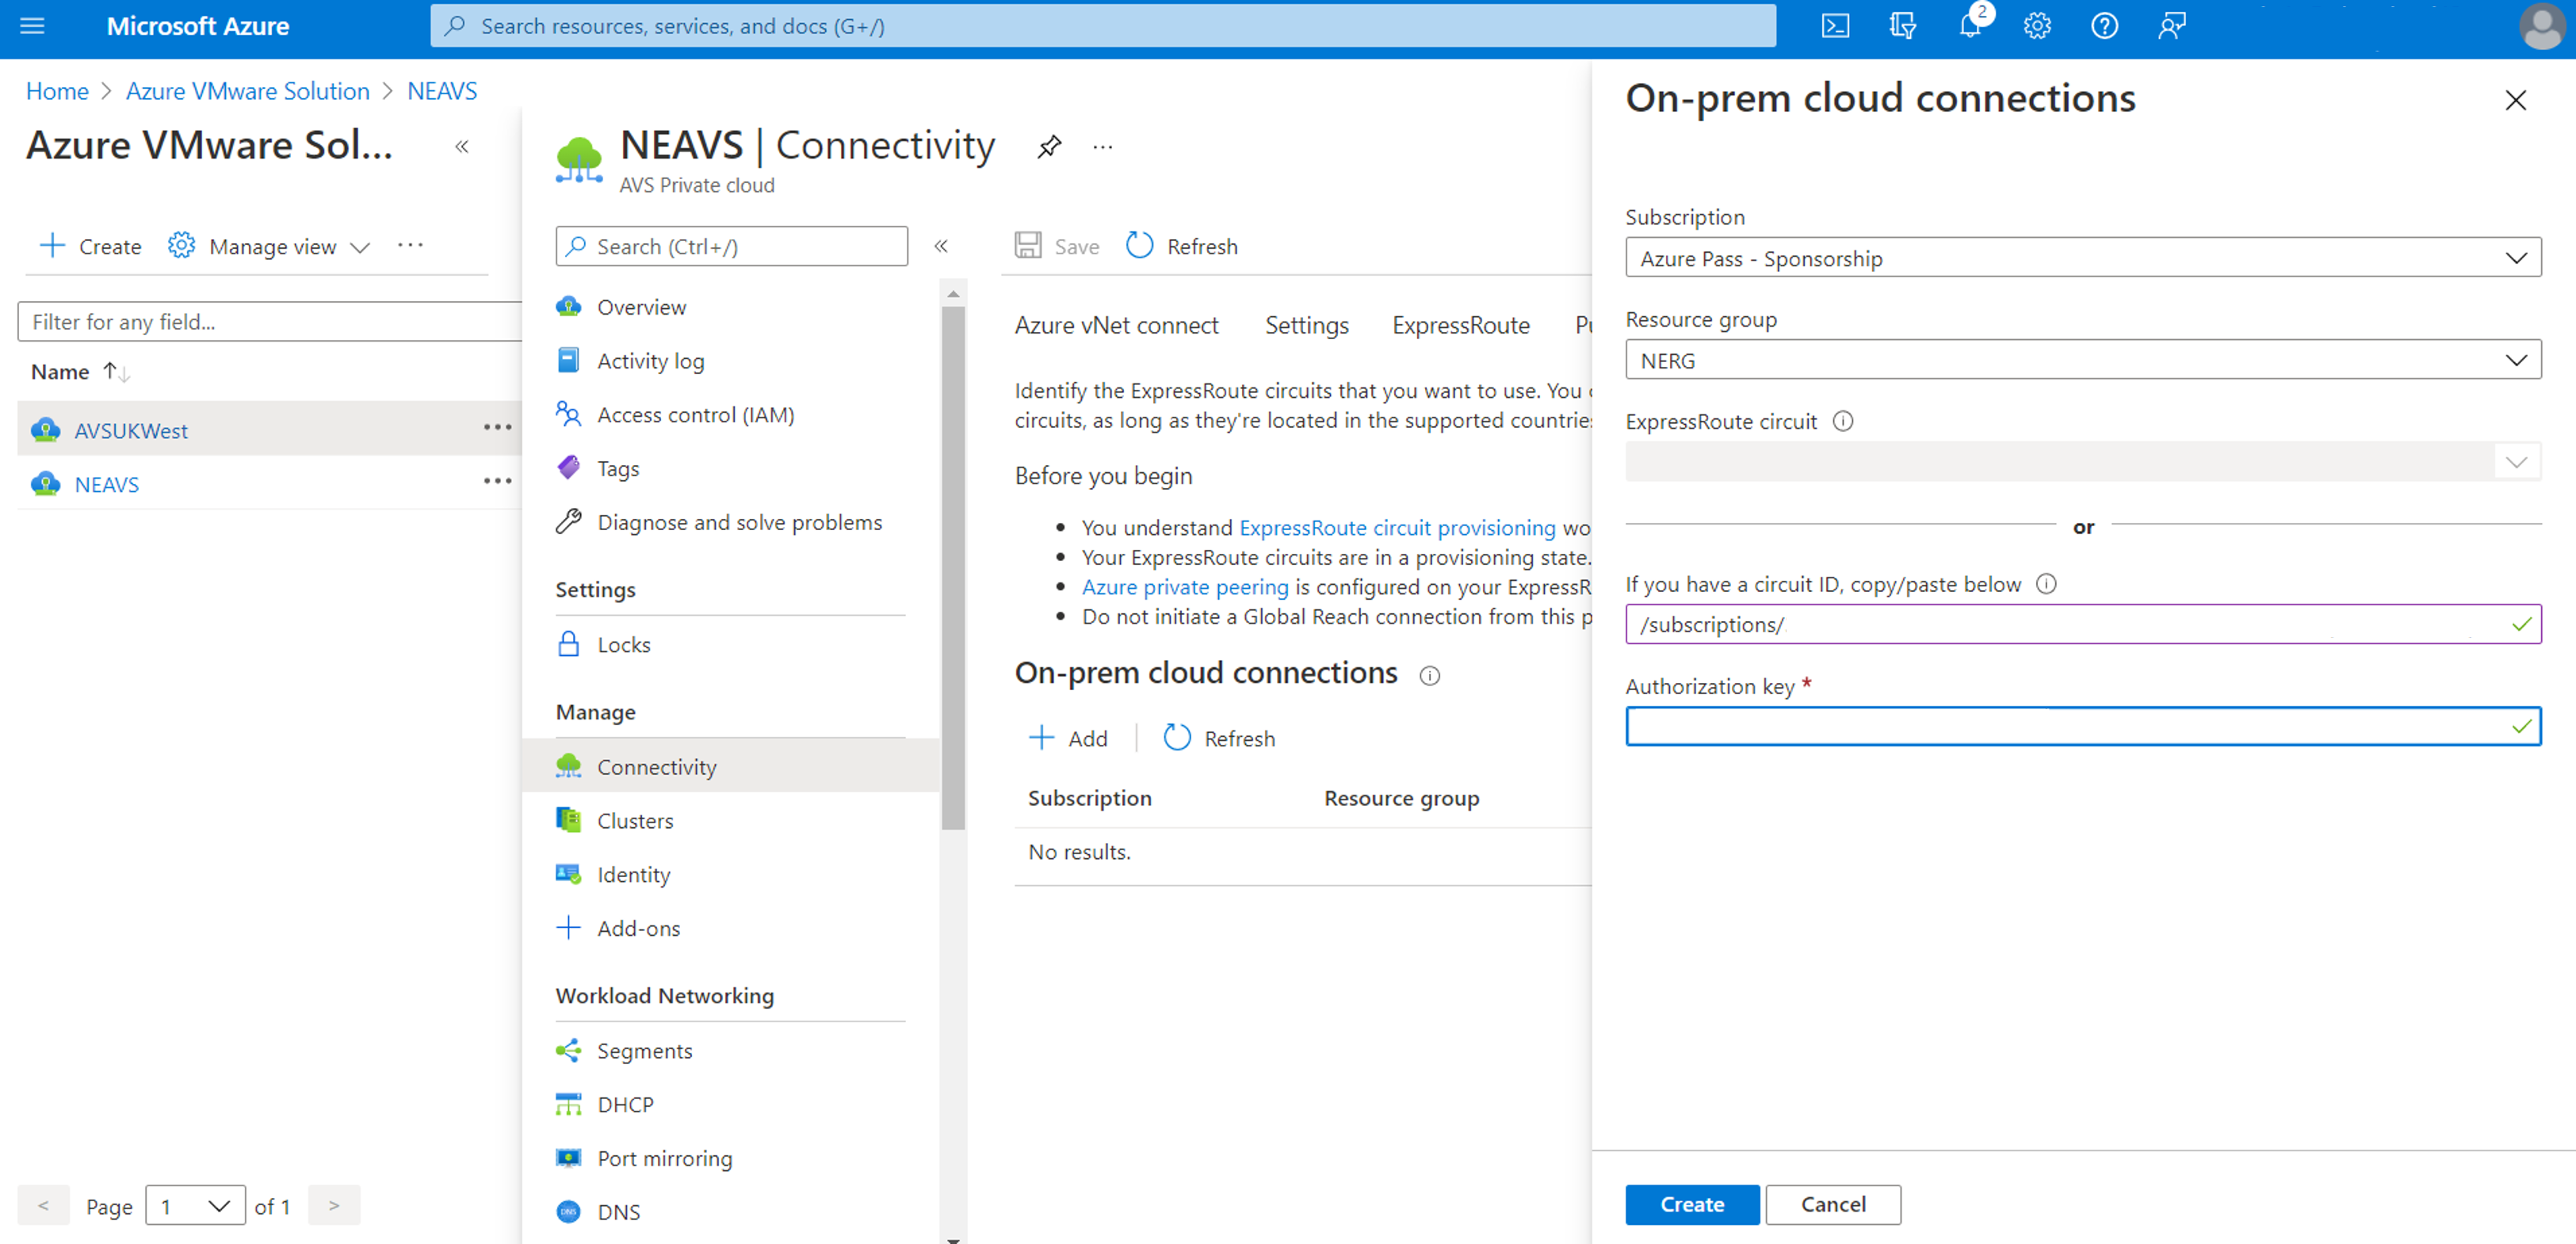 Microsoft Azure
Search resources, services, and docs (G+/)
2
Home > Azure VMware Solution > NEAVS
Azure VMware Sol... «
+ Create Manage view ...
Filter for any field...
Name ↑↓
AVSUKWest ...
NEAVS ...
< Page 1 of 1 >
NEAVS | Connectivity ...
AVS Private cloud
Search (Ctrl+/) «
Overview
Activity log
Access control (IAM)
Tags
Diagnose and solve problems
Settings
Locks
Manage
Connectivity
Clusters
Identity
Add-ons
Workload Networking
Segments
DHCP
Port mirroring
DNS
DNS
Save Refresh
Azure vNet connect Settings ExpressRoute
Identify the ExpressRoute circuits that you want to use. You
circuits, as long as they're located in the supported countries
Before you begin
• You understand ExpressRoute circuit provisioning
• Your ExpressRoute circuits are in a provisioning state.
• Azure private peering is configured on your
• Do not initiate a Global Reach connection from this
On-prem cloud connections
+ Add | Refresh
Subscription Resource group
No results.
On-prem cloud connections
Subscription
Azure Pass - Sponsorship
Resource group
NERG
ExpressRoute circuit
or
If you have a circuit ID, copy/paste below
/subscriptions/
Authorization key *
Create Cancel